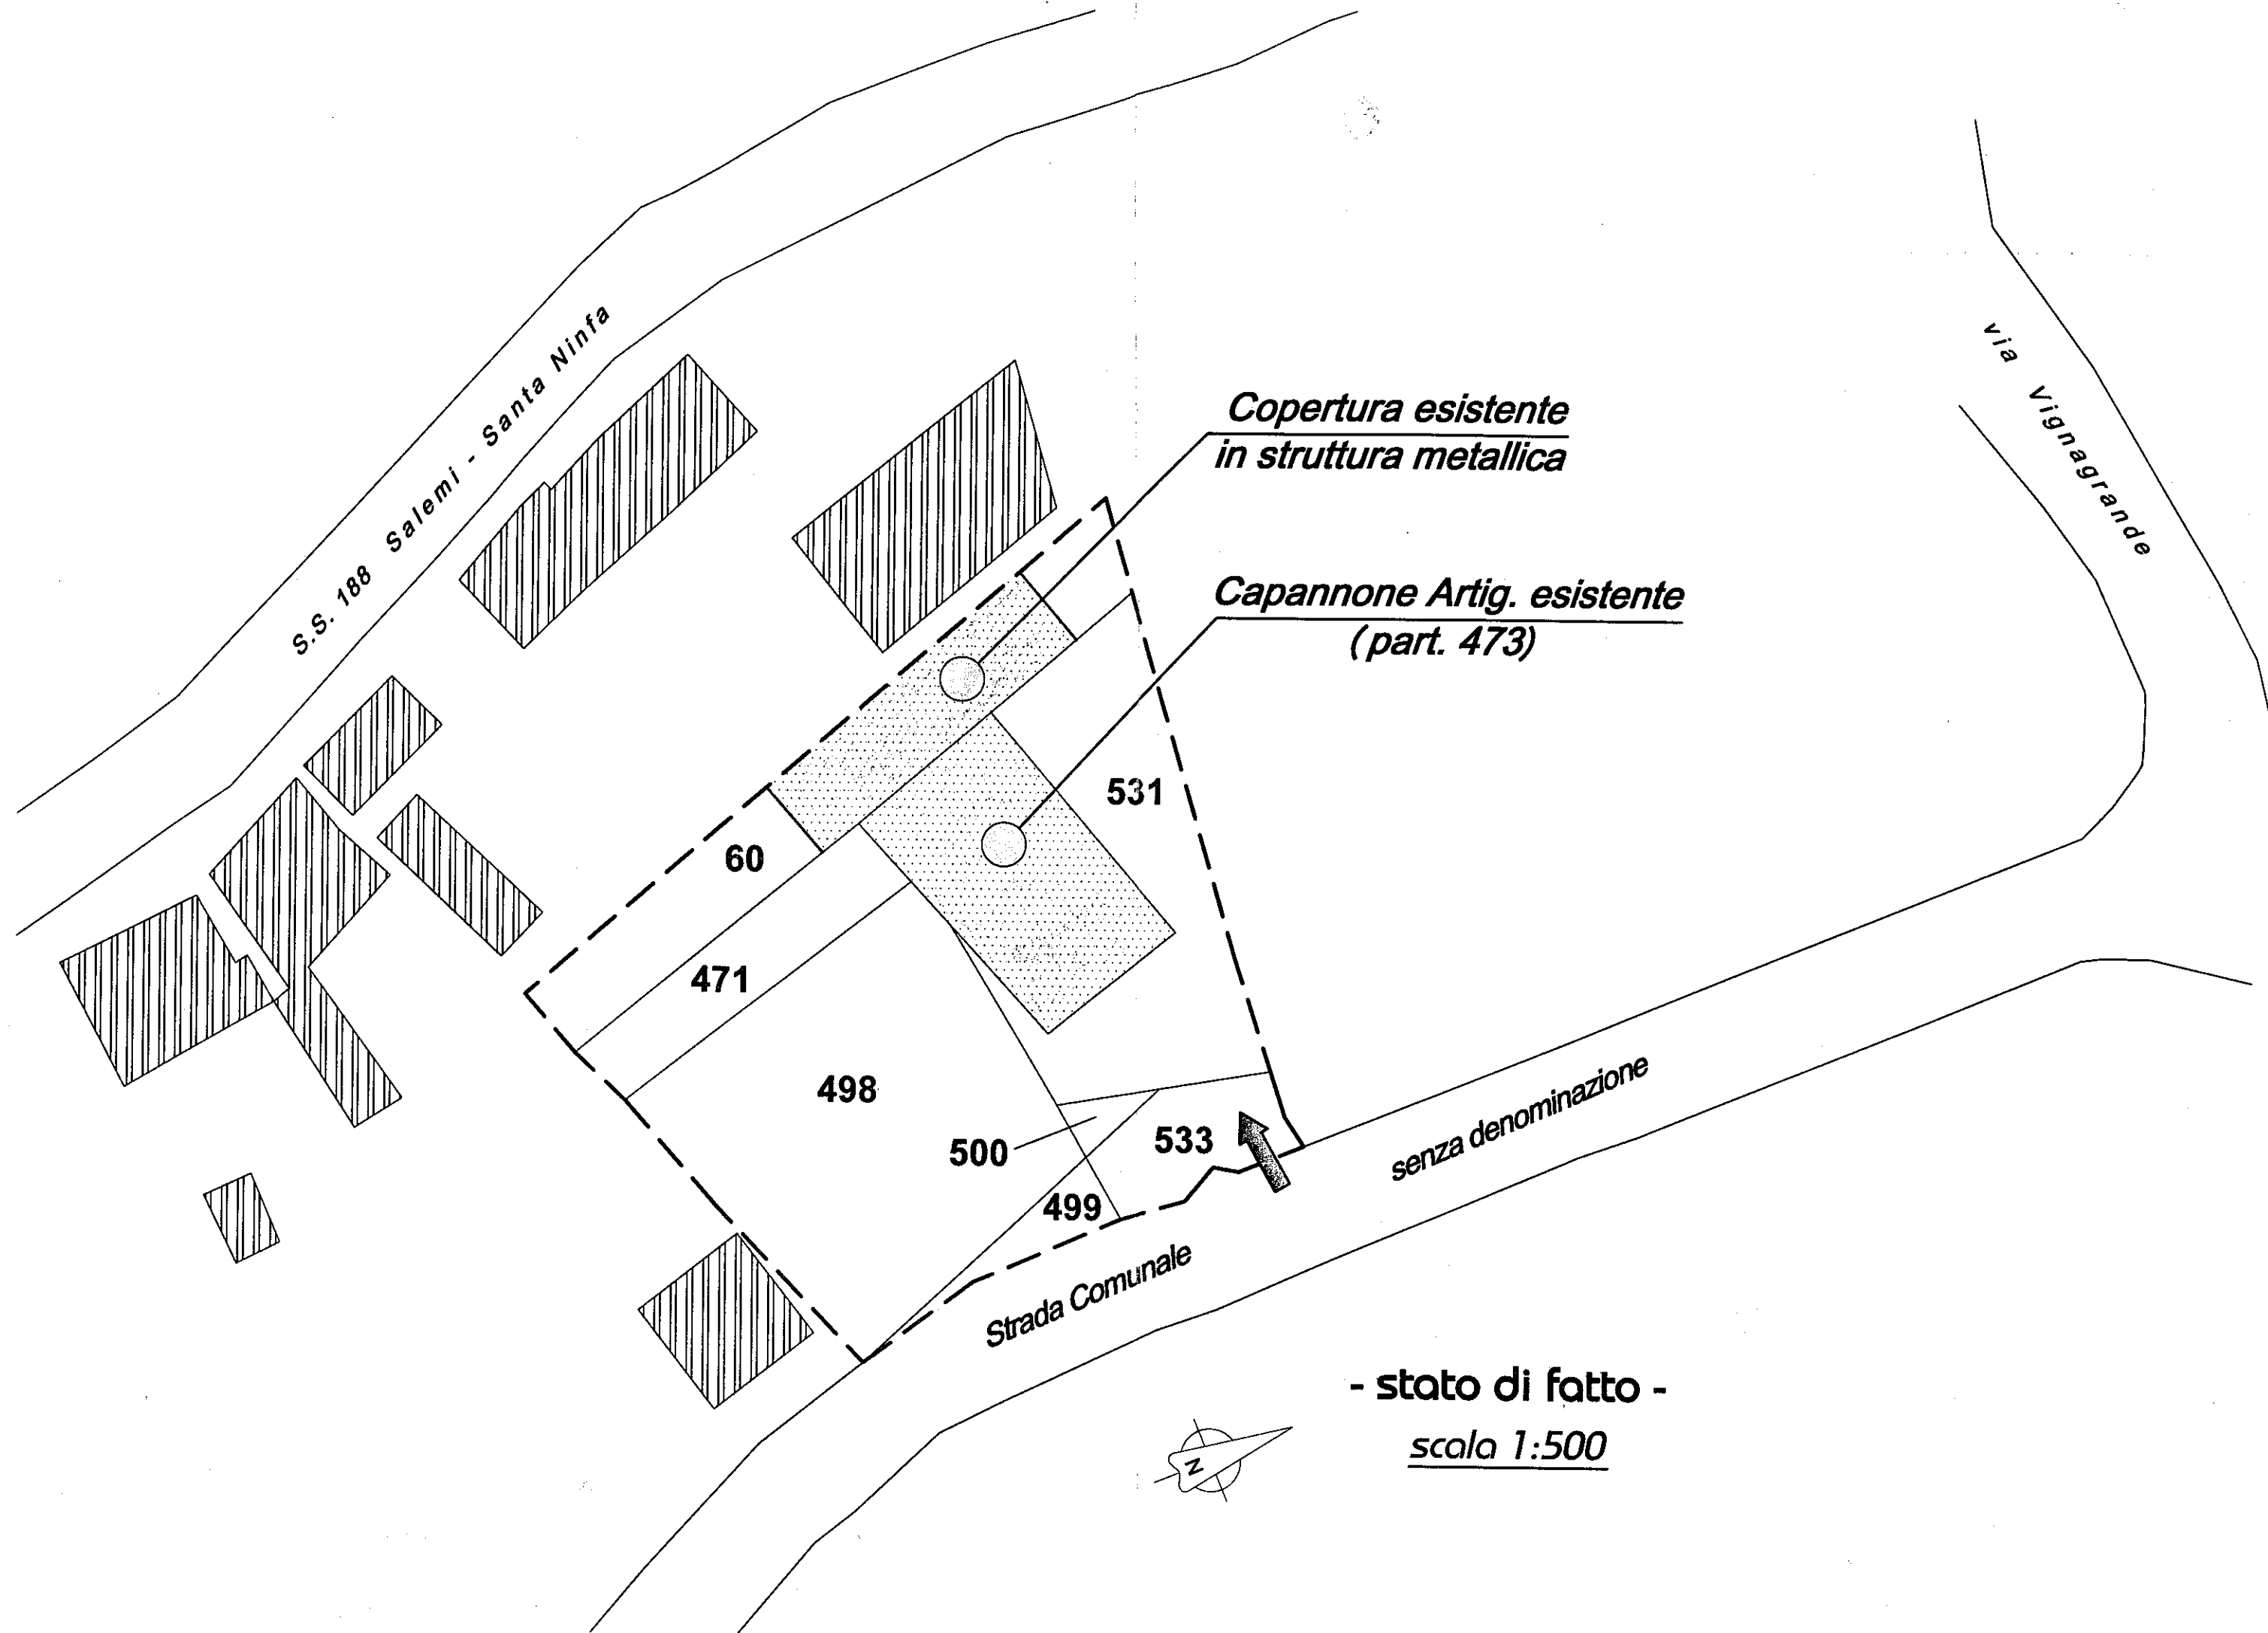 S.S. 188 Salemi - Santa Ninfa
via Vignagrande
Copertura esistente
in struttura metallica
Capannone Artig. esistente
(part. 473)
531
60
471
498
500
533
499
senza denominazione
Strada Comunale
- stato di fatto -
scala 1:500
N